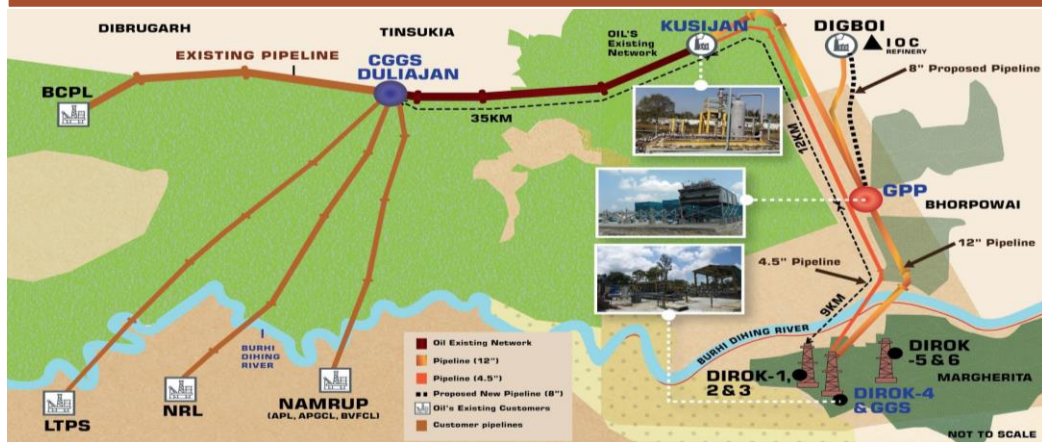 DIBRUGARH
TINSUKIA
OIL'S
Existing
Network
KUSIJAN
DIGBOI
IOC
REFINERY
EXISTING PIPELINE
CGGS
DULIAJAN
8" Proposed Pipeline
BCPL
35KM
12KM
GPP
BHORPOWAI
12" Pipeline
4.5" Pipeline
9KM
BURHI DIHING RIVER
BURHI
DIHING
RIVER
Oil Existing Network
Pipeline (12")
Pipeline (4.5")
Proposed New Pipeline (8")
Oil's Existing Customers
Customer pipelines
DIROK
-5 & 6
DIROK-1,
2 & 3
MARGHERITA
DIROK-4
& GGS
LTPS
NRL
NAMRUP
(APL, APGCL, BVFCL)
NOT TO SCALE